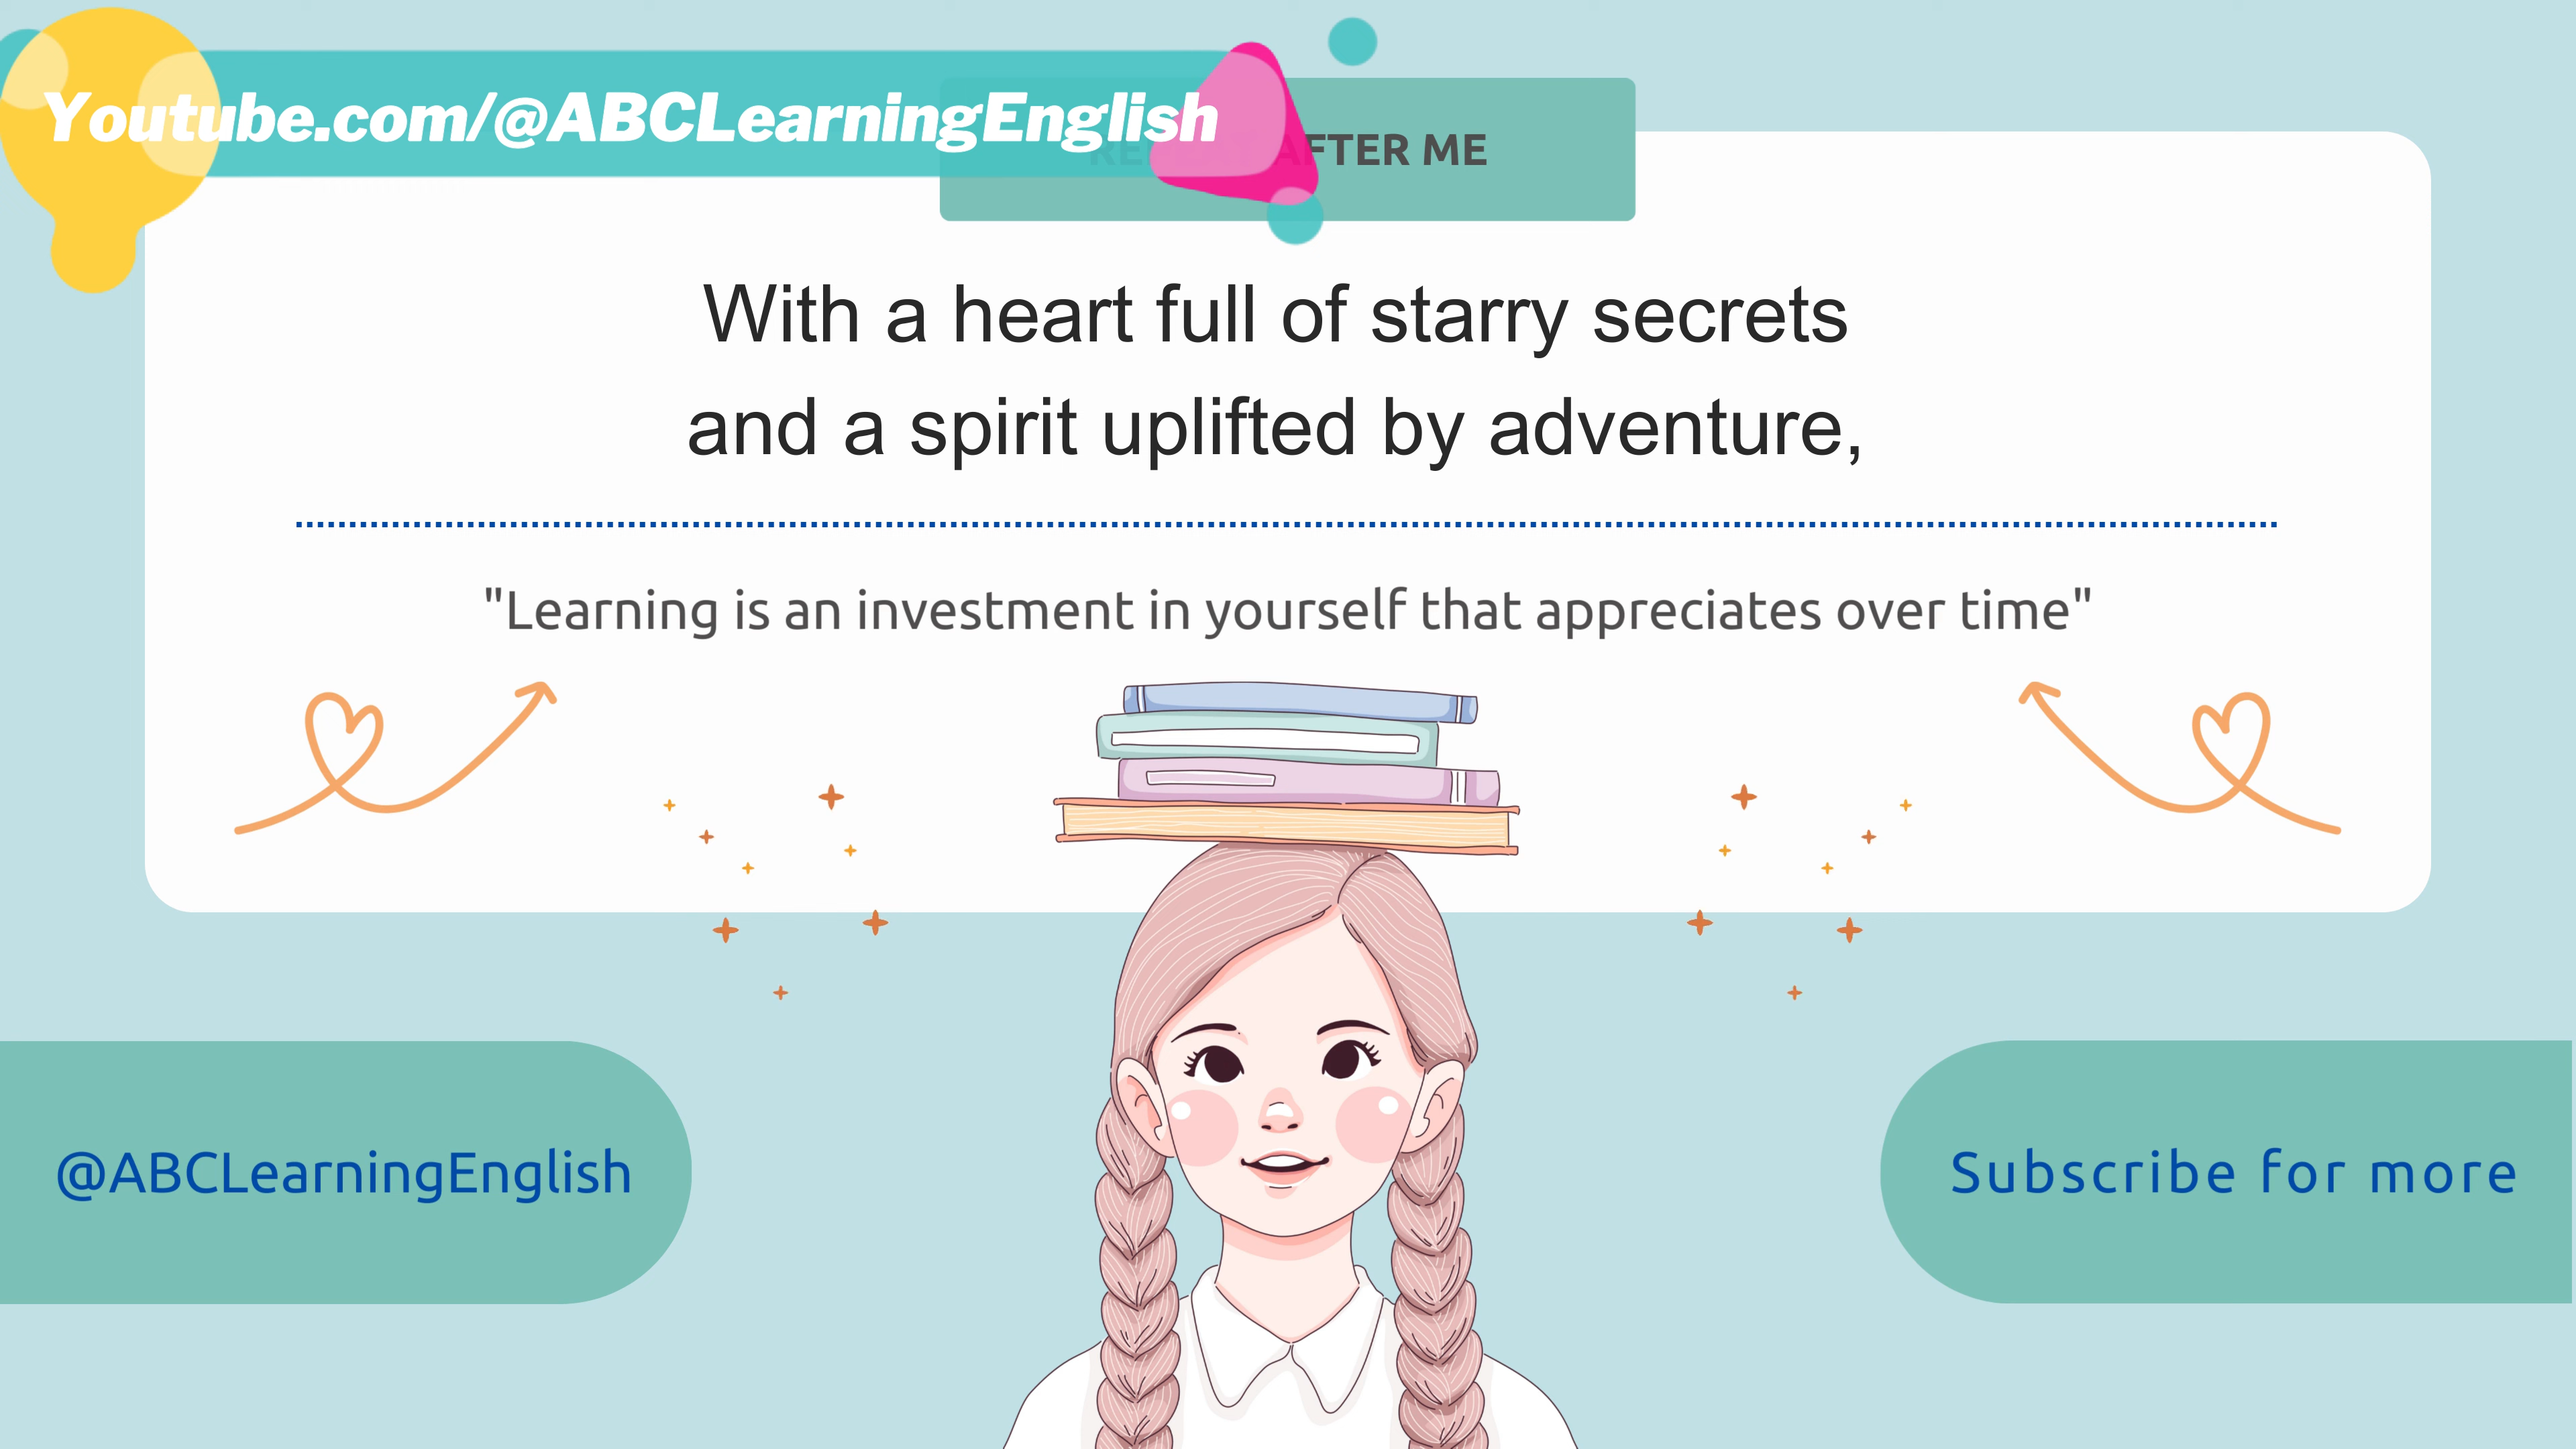 Youtube.com/@ABCLearningEnglish
AFTER ME
With a heart full of starry secrets
and a spirit uplifted by adventure,
"Learning is an investment in yourself that appreciates over time"
@ABCLearningEnglish
Subscribe for more